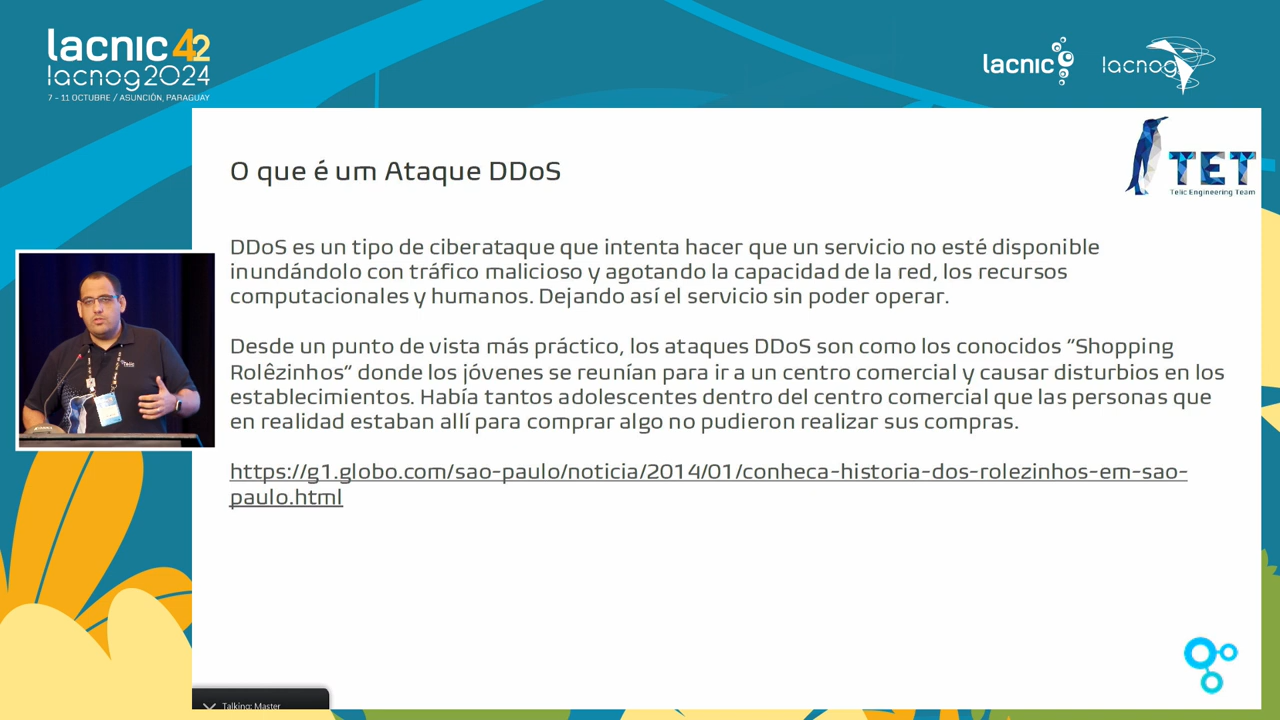 lacnic 42
lacnog2024
7 - 11 OCTUBRE / ASUNCIÓN, PARAGUAY
lacnic
lacnog
TET
Telic Engineering Team
O que é um Ataque DDoS
DDoS es un tipo de ciberataque que intenta hacer que un servicio no esté disponible
inundándolo con tráfico malicioso y agotando la capacidad de la red, los recursos
computacionales y humanos. Dejando así el servicio sin poder operar.
Desde un punto de vista más práctico, los ataques DDoS son como los conocidos “Shopping
Rolêzinhos” donde los jóvenes se reunían para ir a un centro comercial y causar disturbios en los
establecimientos. Había tantos adolescentes dentro del centro comercial que las personas que
en realidad estaban allí para comprar algo no pudieron realizar sus compras.
https://g1.globo.com/sao-paulo/noticia/2014/01/conheca-historia-dos-rolezinhos-em-sao-
paulo.html
Telic
Talking: Master